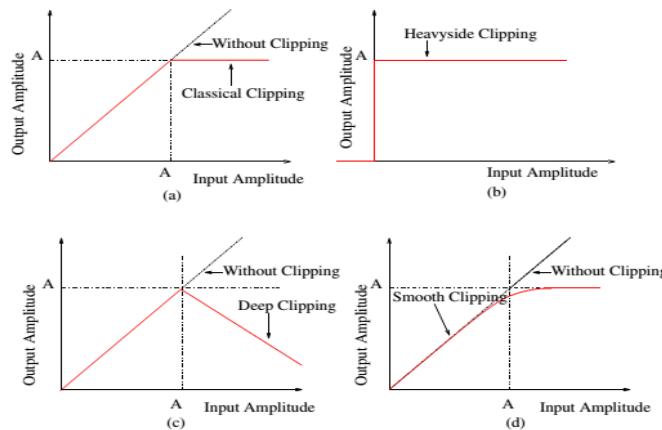 Without Clipping
A
Classical Clipping
Output Amplitude
A
Input Amplitude
(a)
Heavyside Clipping
A
Output Amplitude
Input Amplitude
(b)
Without Clipping
A
Deep Clipping
Output Amplitude
A
Input Amplitude
(c)
Without Clipping
A
Smooth Clipping
Output Amplitude
A
Input Amplitude
(d)